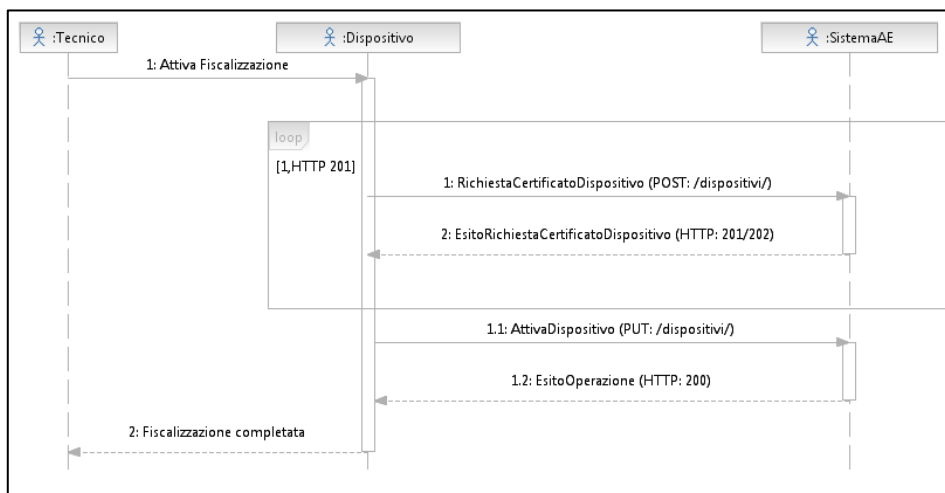 :Tecnico
:Dispositivo
:SistemaAE
1: Attiva Fiscalizzazione
loop
[1,HTTP 201]
1: RichiestaCertificatoDispositivo (POST: /dispositivi/)
2: EsitoRichiestaCertificatoDispositivo (HTTP: 201/202)
1.1: AttivaDispositivo (PUT: /dispositivi/)
1.2: EsitoOperazione (HTTP: 200)
2: Fiscalizzazione completata